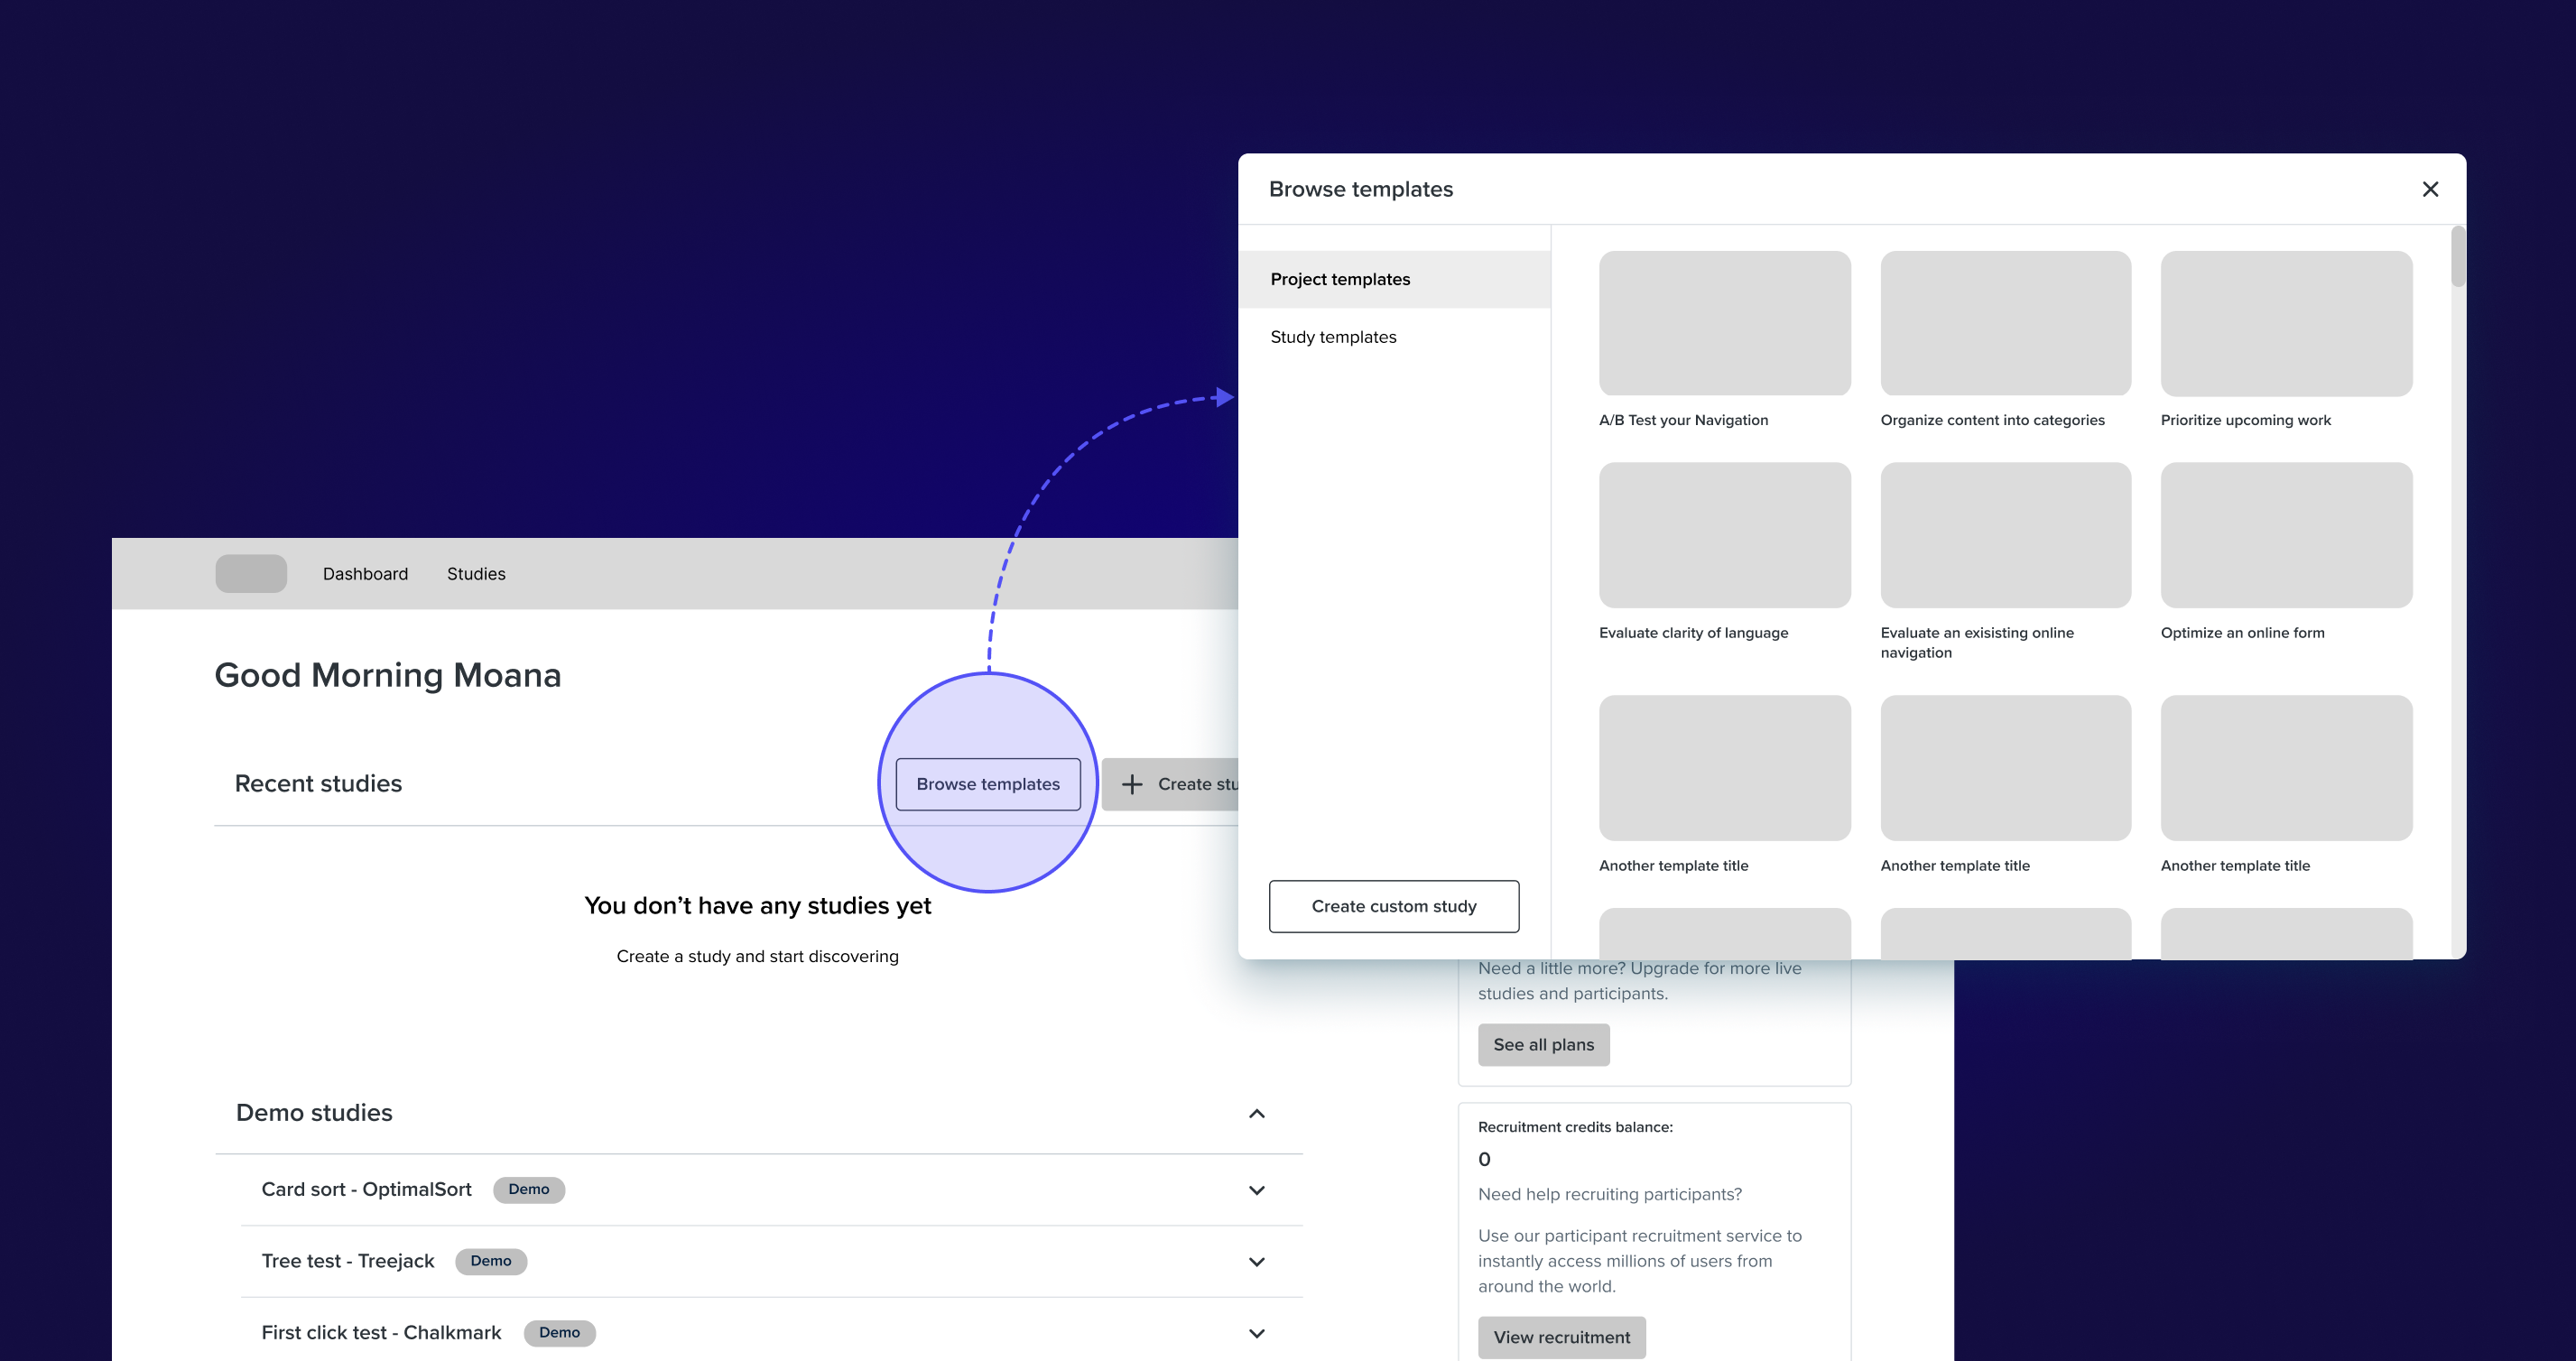 Browse templates
Project templates
Study templates
A/B Test your Navigation
Organize content into categories
Prioritize upcoming work
Evaluate clarity of language
Evaluate an exisisting online
navigation
Optimize an online form
Another template title
Another template title
Another template title
Create custom study
Dashboard
Studies
Good Morning Moana
Recent studies
Browse templates
Create stu
You don’t have any studies yet
Create a study and start discovering
Need a little more? Upgrade for more live
studies and participants.
See all plans
Demo studies
Card sort - OptimalSort
Demo
Tree test - Treejack
Demo
First click test - Chalkmark
Demo
Recruitment credits balance:
0
Need help recruiting participants?
Use our participant recruitment service to
instantly access millions of users from
around the world.
View recruitment